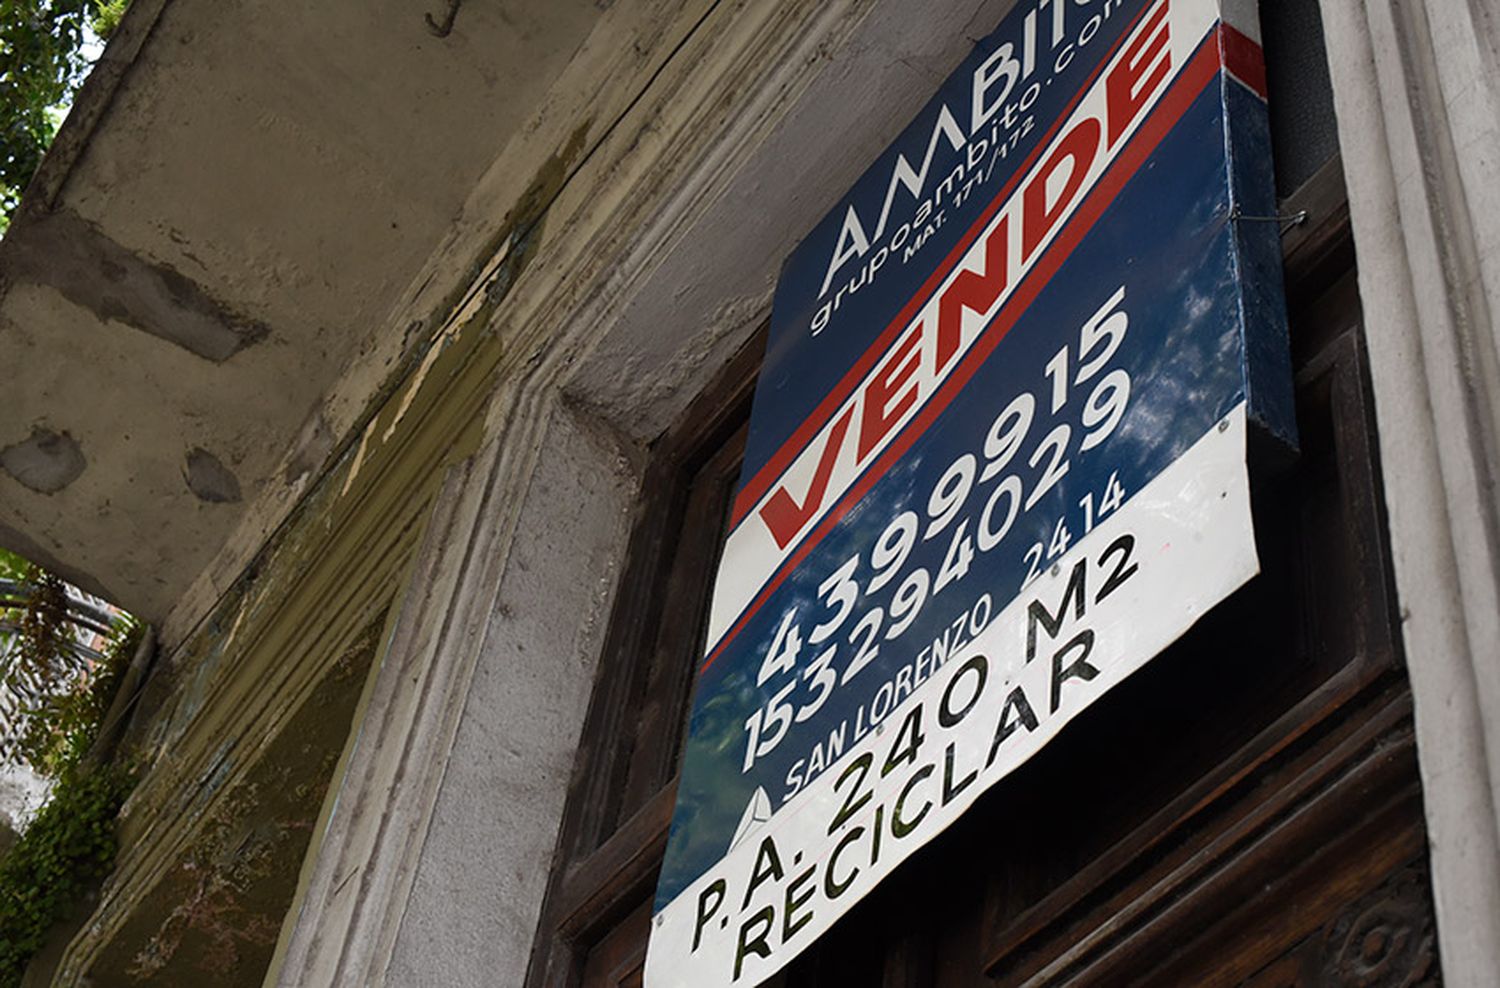 AMBITO
grupoambito.com
MAT. 171/172
VENDE
4399915
153294029
SAN LORENZO 2414
P.A. 240 M2
RECICLAR